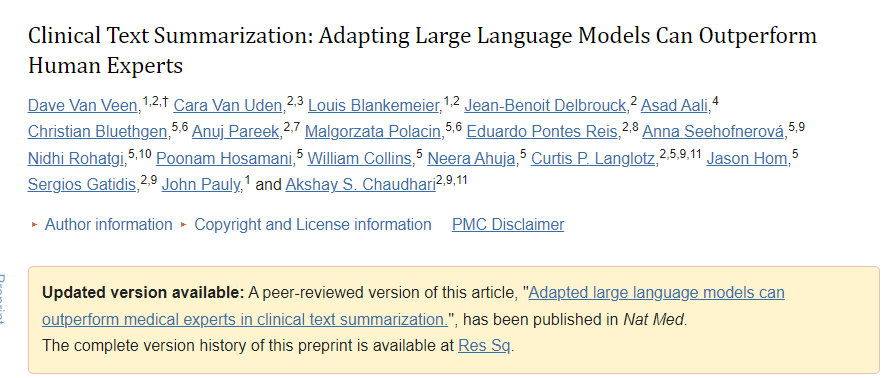 Clinical Text Summarization: Adapting Large Language Models Can Outperform
Human Experts
Dave Van Veen,1,2,† Cara Van Uden,2,3 Louis Blankemeier,1,2 Jean-Benoit Delbrouck,2 Asad Aali,4
Christian Bluethgen,5,6 Anuj Pareek,2,7 Malgorzata Polacin,5,6 Eduardo Pontes Reis,2,8 Anna Seehofnerová,5,9
Nidhi Rohatgi,5,10 Poonam Hosamani,5 William Collins,5 Neera Ahuja,5 Curtis P. Langlotz,2,5,9,11 Jason Hom,5
Sergios Gatidis,2,9 John Pauly,1 and Akshay S. Chaudhari2,9,11
▸ Author information ▸ Copyright and License information PMC Disclaimer
Updated version available: A peer-reviewed version of this article, "Adapted large language models can
outperform medical experts in clinical text summarization.", has been published in Nat Med.
The complete version history of this preprint is available at Res Sq.